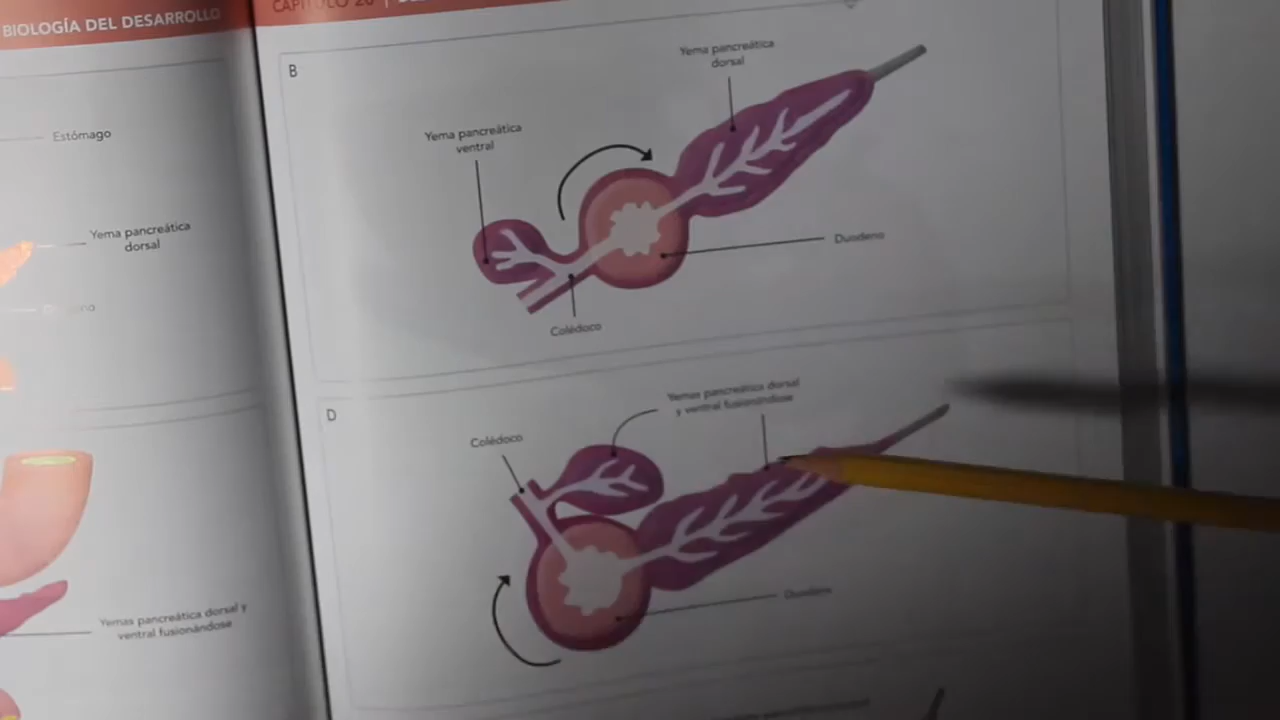 BIOLOGÍA DEL DESARROLLO
CAPÍTULO 20
Estómago
Yema pancreática
dorsal
Yemas pancreática dorsal y
ventral fusionándose
B
Yema pancreática
dorsal
Yema pancreática
ventral
Duodeno
Colédoco
D
Yemas pancreática dorsal
y ventral fusionándose
Colédoco
Duodeno